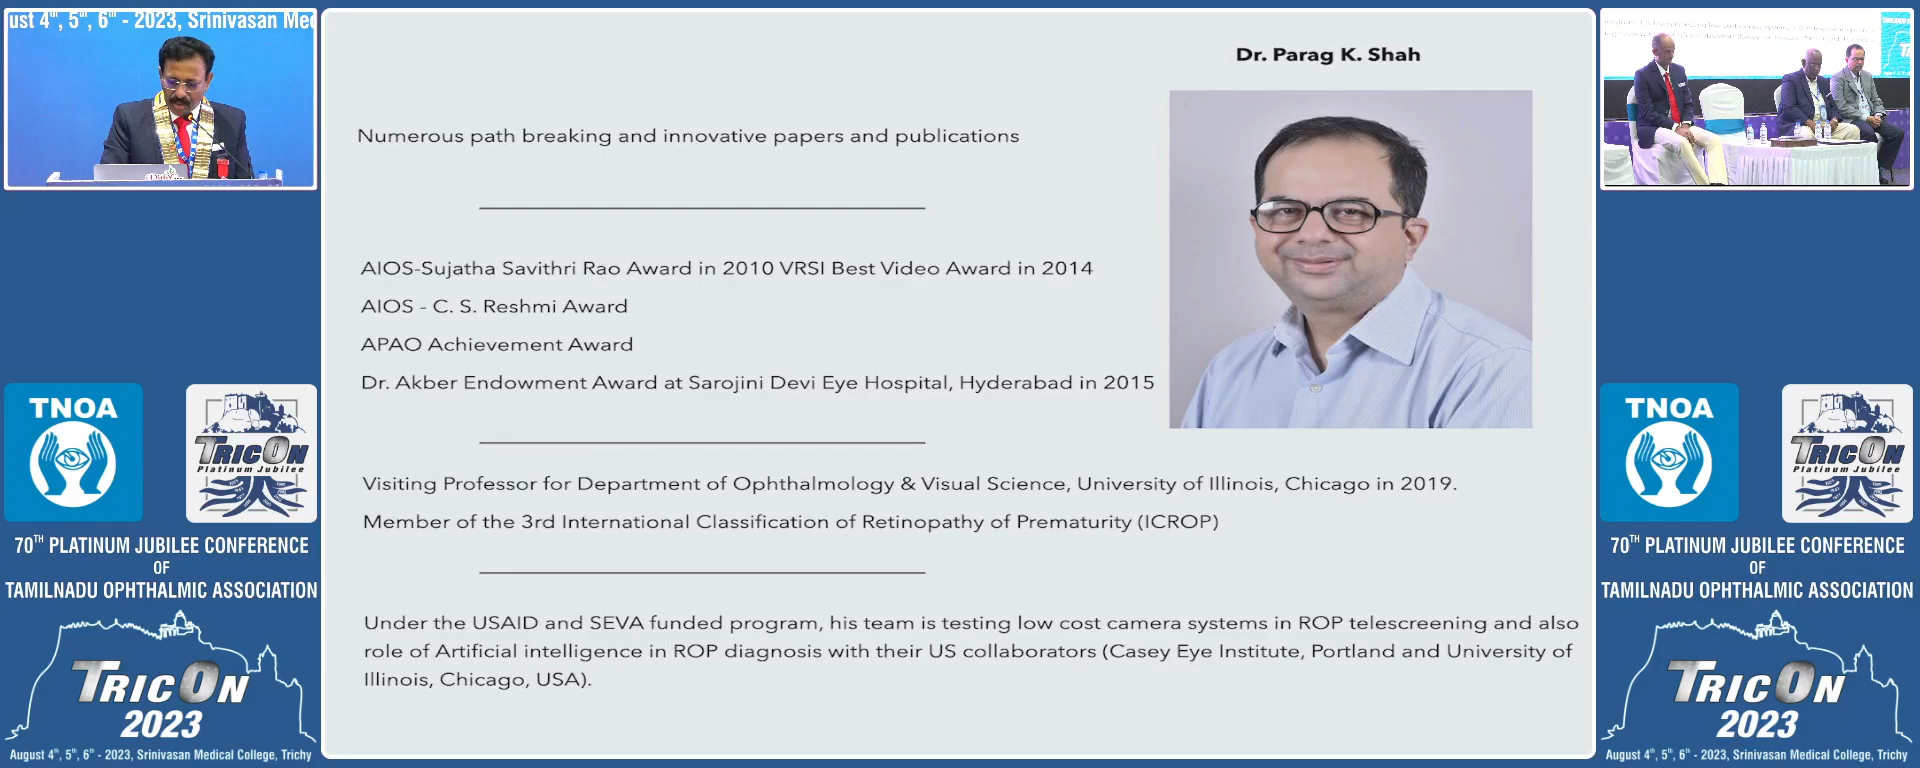 ust 4th, 5th, 6th - 2023, Srinivasan Med
Dr. Parag K. Shah
Numerous path breaking and innovative papers and publications
AIOS-Sujatha Savithri Rao Award in 2010 VRSI Best Video Award in 2014
AIOS - C. S. Reshmi Award
APAO Achievement Award
Dr. Akber Endowment Award at Sarojini Devi Eye Hospital, Hyderabad in 2015
Visiting Professor for Department of Ophthalmology & Visual Science, University of Illinois, Chicago in 2019.
Member of the 3rd International Classification of Retinopathy of Prematurity (ICROP)
Under the USAID and SEVA funded program, his team is testing low cost camera systems in ROP telescreening and also
role of Artificial intelligence in ROP diagnosis with their US collaborators (Casey Eye Institute, Portland and University of
Illinois, Chicago, USA).
TNOA
TRICON
Platinum Jubilee
70TH PLATINUM JUBILEE CONFERENCE
OF
TAMILNADU OPHTHALMIC ASSOCIATION
TRICON
2023
August 4th, 5th, 6th - 2023, Srinivasan Medical College, Trichy
TNOA
TRICON
Platinum Jubilee
70TH PLATINUM JUBILEE CONFERENCE
OF
TAMILNADU OPHTHALMIC ASSOCIATION
TRICON
2023
August 4th, 5th, 6th - 2023, Srinivasan Medical College, Trichy